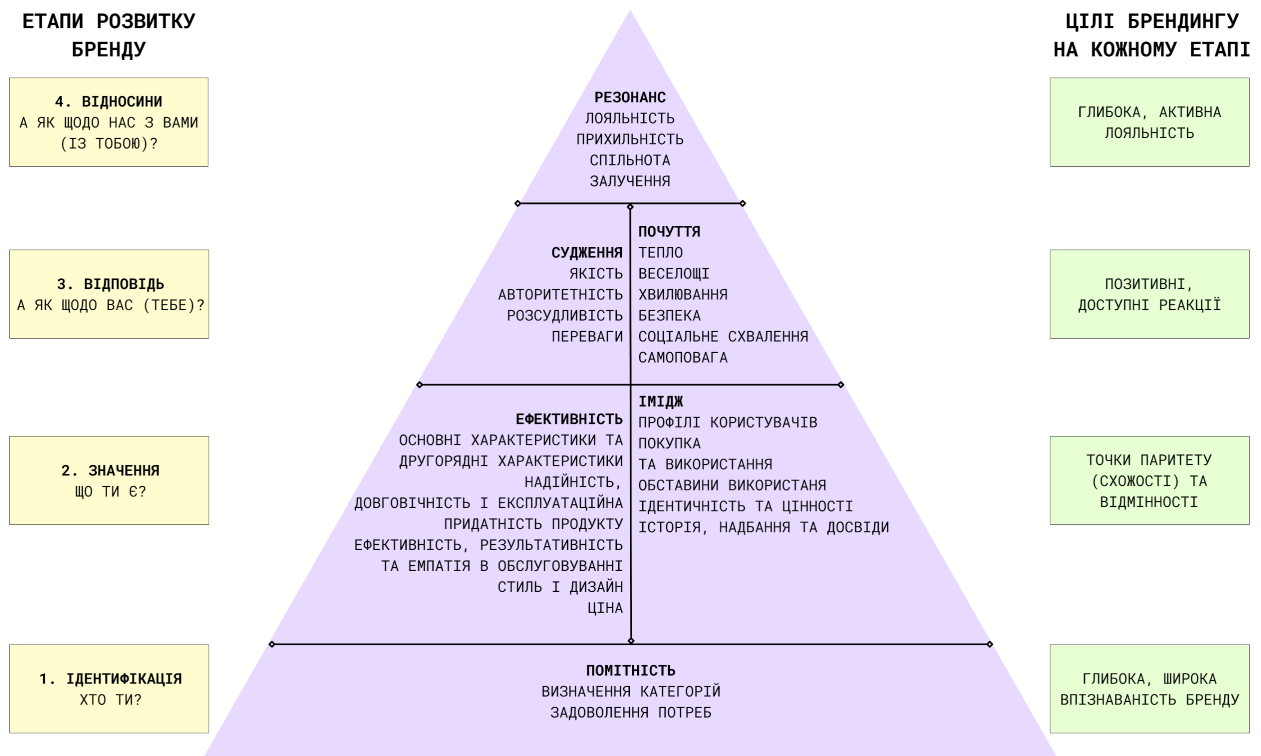 ЕТАПИ РОЗВИТКУ
БРЕНДУ
4. ВІДНОСИНИ
А ЯК ЩОДО НАС З ВАМИ
(ІЗ ТОБОЮ)?
3. ВІДПОВІДЬ
А ЯК ЩОДО ВАС (ТЕБЕ)?
2. ЗНАЧЕННЯ
ЩО ТИ Є?
1. ІДЕНТИФІКАЦІЯ
ХТО ТИ?
РЕЗОНАНС
ЛОЯЛЬНІСТЬ
ПРИХИЛЬНІСТЬ
СПІЛЬНОТА
ЗАЛУЧЕННЯ
СУДЖЕННЯ
ЯКІСТЬ
АВТОРИТЕТНІСТЬ
РОЗСУДЛИВІСТЬ
ПЕРЕВАГИ
ПОЧУТТЯ
ТЕПЛО
ВЕСЕЛОЩІ
ХВИЛЮВАННЯ
БЕЗПЕКА
СОЦІАЛЬНЕ СХВАЛЕННЯ
САМОПОВАГА
ЕФЕКТИВНІСТЬ
ОСНОВНІ ХАРАКТЕРИСТИКИ ТА
ДРУГОРЯДНІ ХАРАКТЕРИСТИКИ
НАДІЙНІСТЬ,
ДОВГОВІЧНІСТЬ І ЕКСПЛУАТАЦІЙНА
ПРИДАТНІСТЬ ПРОДУКТУ
ЕФЕКТИВНІСТЬ, РЕЗУЛЬТАТИВНІСТЬ
ТА ЕМПАТІЯ В ОБСЛУГОВУВАННІ
СТИЛЬ І ДИЗАЙН
ЦІНА
ІМІДЖ
ПРОФІЛІ КОРИСТУВАЧІВ
ПОКУПКА
ТА ВИКОРИСТАННЯ
ОБСТАВИНИ ВИКОРИСТАНЯ
ІДЕНТИЧНІСТЬ ТА ЦІННОСТІ
ІСТОРІЯ, НАДБАННЯ ТА ДОСВІДИ
ПОМІТНІСТЬ
ВИЗНАЧЕННЯ КАТЕГОРІЙ
ЗАДОВОЛЕННЯ ПОТРЕБ
ЦІЛІ БРЕНДИНГУ
НА КОЖНОМУ ЕТАПІ
ГЛИБОКА, АКТИВНА
ЛОЯЛЬНІСТЬ
ПОЗИТИВНІ,
ДОСТУПНІ РЕАКЦІЇ
ТОЧКИ ПАРИТЕТУ
(СХОЖОСТІ) ТА
ВІДМІННОСТІ
ГЛИБОКА, ШИРОКА
ВПІЗНАВАНІСТЬ БРЕНДУ